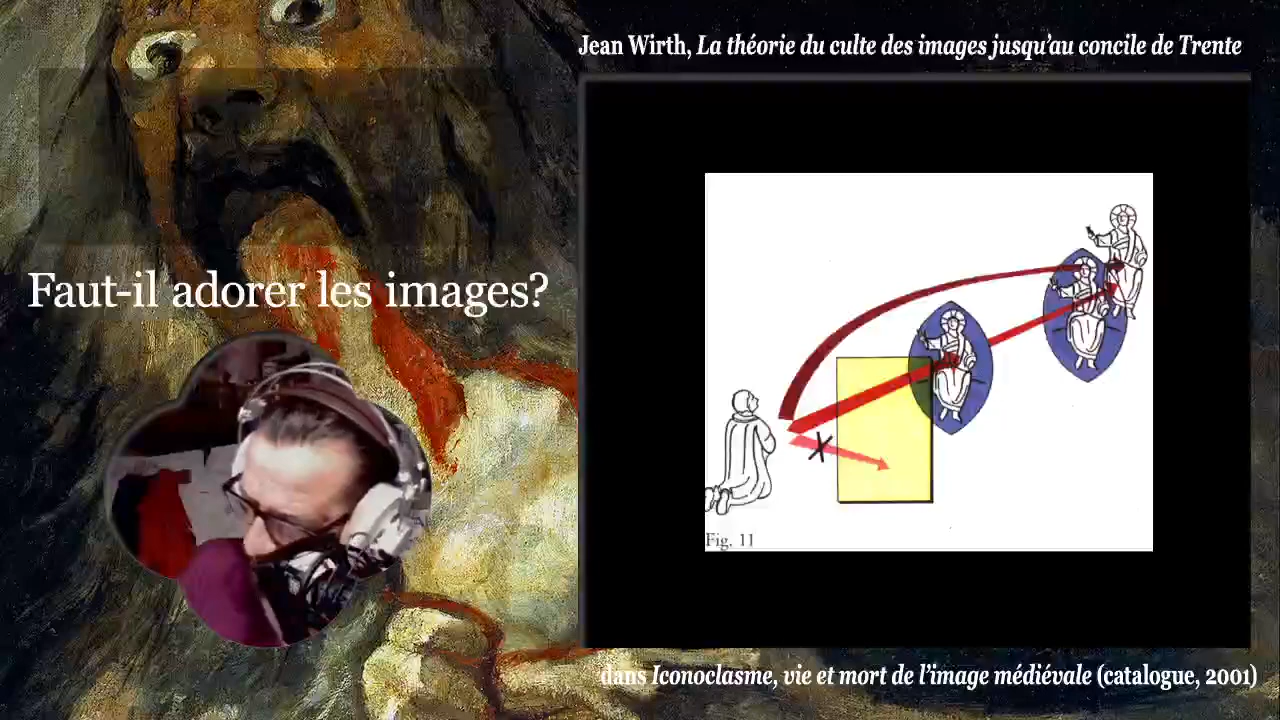 Jean Wirth, La théorie du culte des images jusqu’au concile de Trente
Faut-il adorer les images?
Fig. 11
dans Iconoclasme, vie et mort de l’image médiévale (catalogue, 2001)